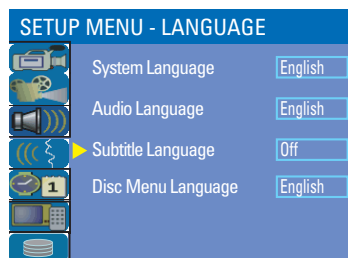 SETUP MENU - LANGUAGE
System Language English
Audio Language English
Subtitle Language Off
Disc Menu Language English
1